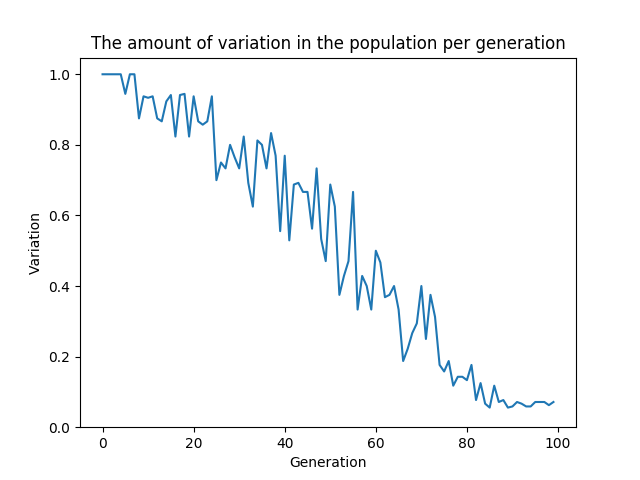 The amount of variation in the population per generation
1.0
0.8
0.6
0.4
0.2
0.0
Variation
0 20 40 60 80 100
Generation